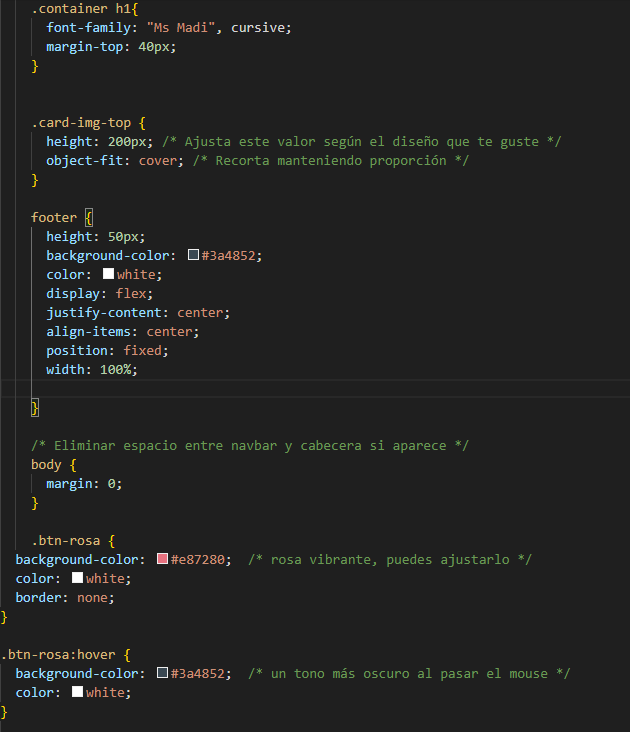 .container h1{
font-family: "Ms Madi", cursive;
margin-top: 40px;
}
.card-img-top {
height: 200px; /* Ajusta este valor según el diseño que te guste */
object-fit: cover; /* Recorta manteniendo proporción */
}
footer {
height: 50px;
background-color: #3a4852;
color: white;
display: flex;
justify-content: center;
align-items: center;
position: fixed;
width: 100%;
}
/* Eliminar espacio entre navbar y cabecera si aparece */
body {
margin: 0;
}
.btn-rosa {
background-color: #e87280; /* rosa vibrante, puedes ajustarlo */
color: white;
border: none;
}
.btn-rosa:hover {
background-color: #3a4852; /* un tono más oscuro al pasar el mouse */
color: white;
}